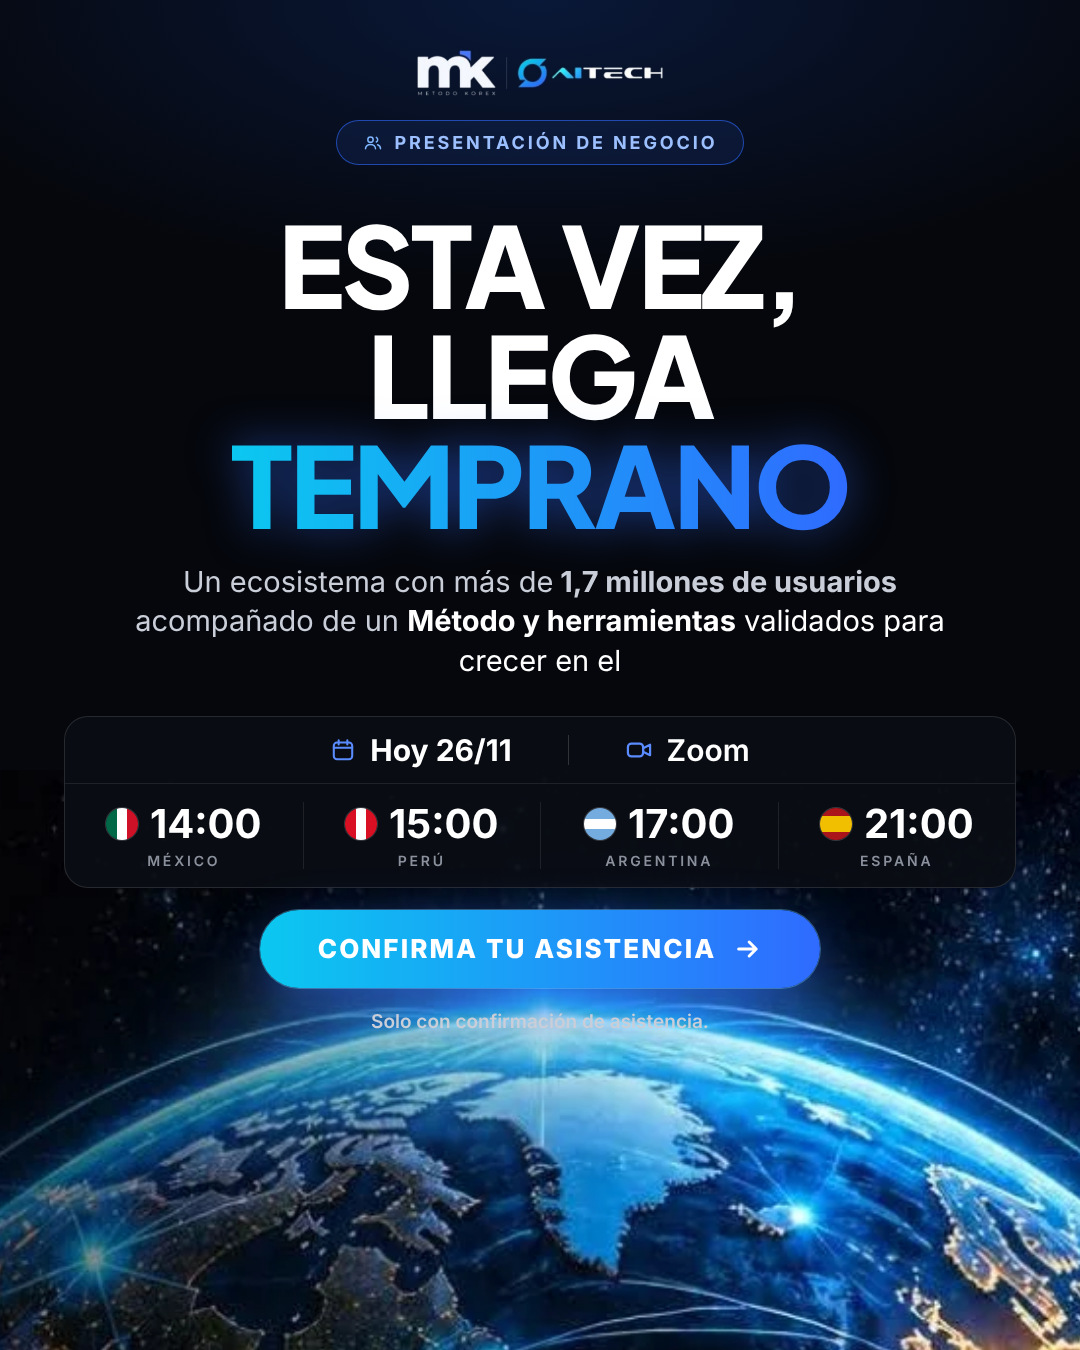 mk
MÉTODO KOREX
AITECH
PRESENTACIÓN DE NEGOCIO
ESTA VEZ,
LLEGA
TEMPRANO
Un ecosistema con más de 1,7 millones de usuarios
acompañado de un Método y herramientas validados para
crecer en el
Hoy 26/11
Zoom
14:00
MÉXICO
15:00
PERÚ
17:00
ARGENTINA
21:00
ESPAÑA
CONFIRMA TU ASISTENCIA
Solo con confirmación de asistencia.